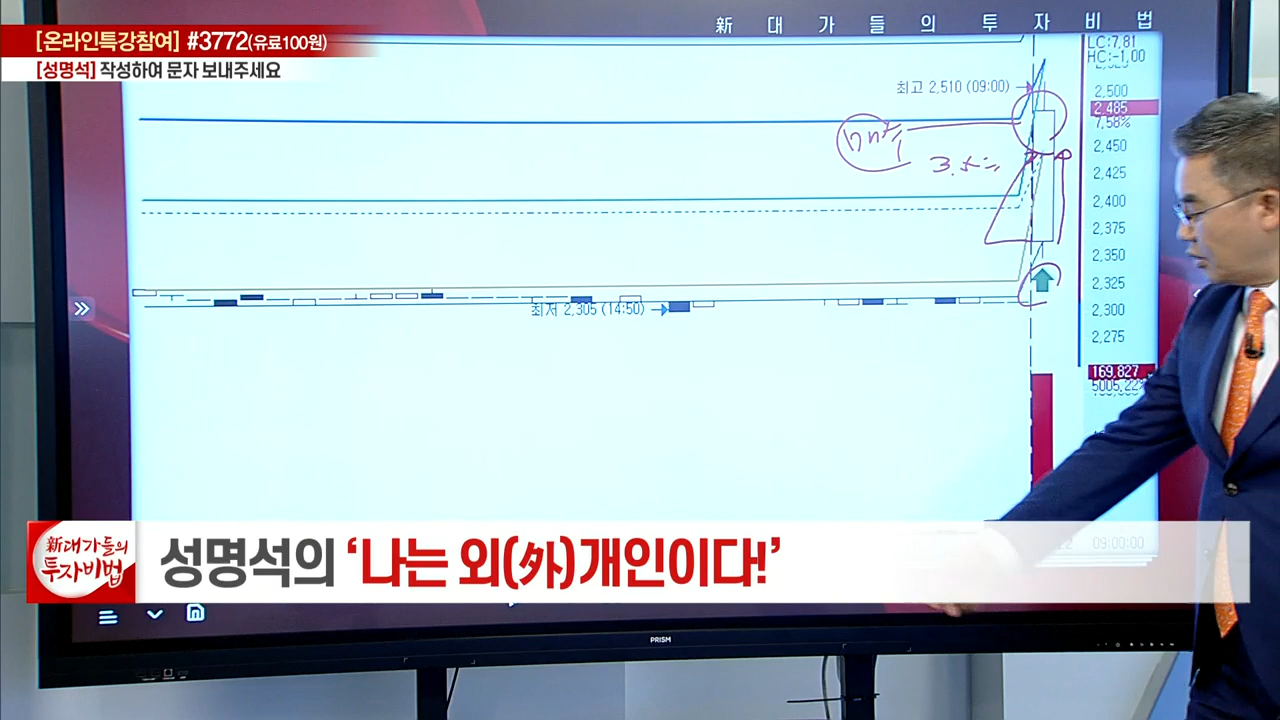 [온라인특강참여] #3772(유료100원)
[성명석] 작성하여 문자 보내주세요
新 대 가 들 의 투 자 비 법
LC:7,81
HC:-1,00
최고 2,510 (09:00)
2,500
2,485
7,58%
2,450
2,425
2,400
2,375
2,350
2,325
2,300
2,275
최저 2,305 (14:50)
169,827
5005,22%
09:00:00
新대가들의
투자비법
성명석의 ‘나는 외(外)개인이다!’
PRISM